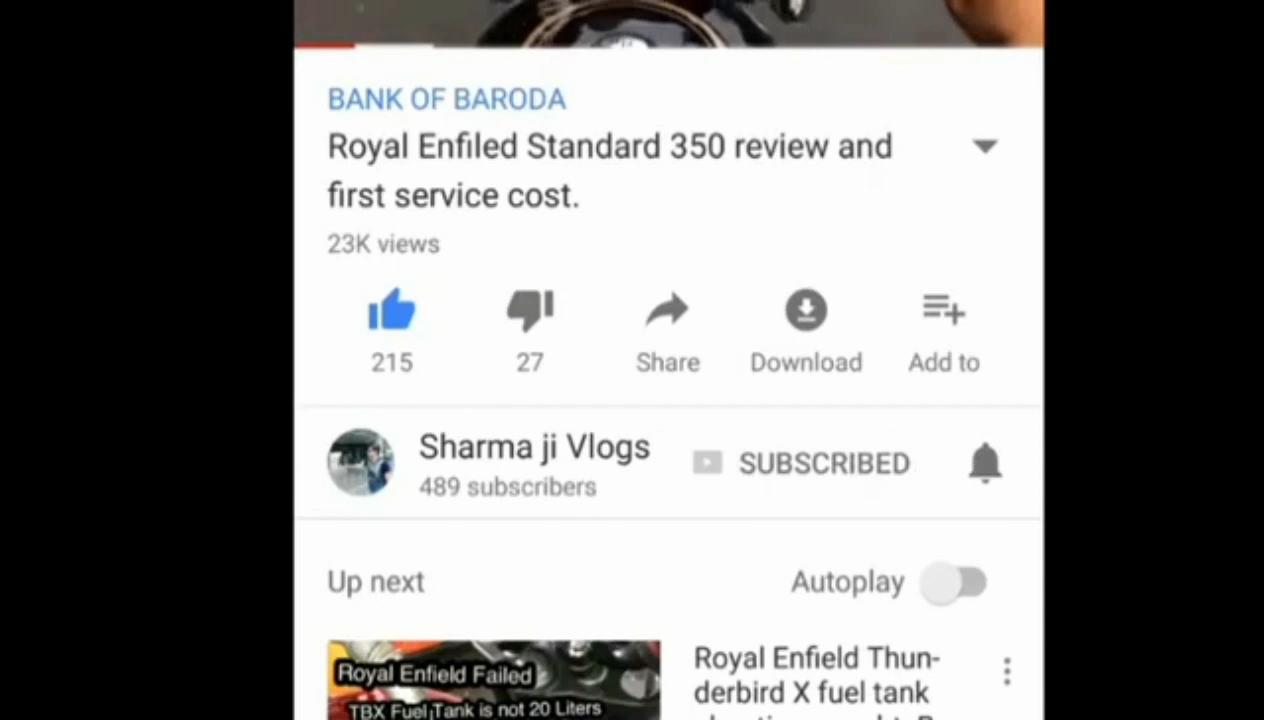 BANK OF BARODA
Royal Enfiled Standard 350 review and
first service cost.
23K views
215
27
Share
Download
Add to
Sharma ji Vlogs
489 subscribers
SUBSCRIBED
Up next
Autoplay
Royal Enfield Failed
TBX Fuel Tank is not 20 Liters
Royal Enfield Thun-
derbird X fuel tank